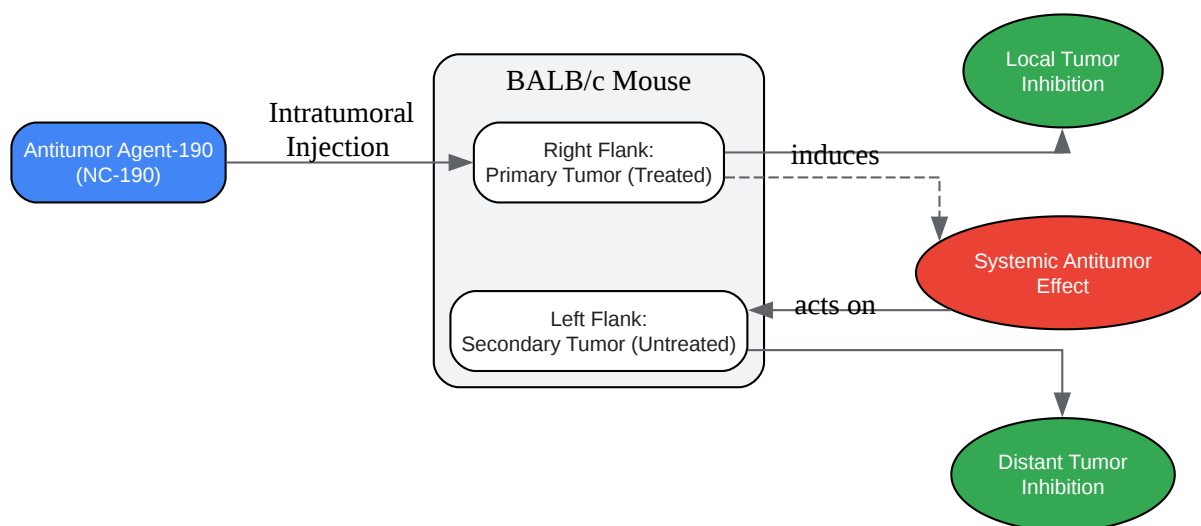 BALB/c Mouse
Intratumoral
Injection
Antitumor Agent-190
(NC-190)
Right Flank:
Primary Tumor (Treated)
induces
Local Tumor
Inhibition
Systemic Antitumor
Effect
acts on
Left Flank:
Secondary Tumor (Untreated)
Distant Tumor
Inhibition